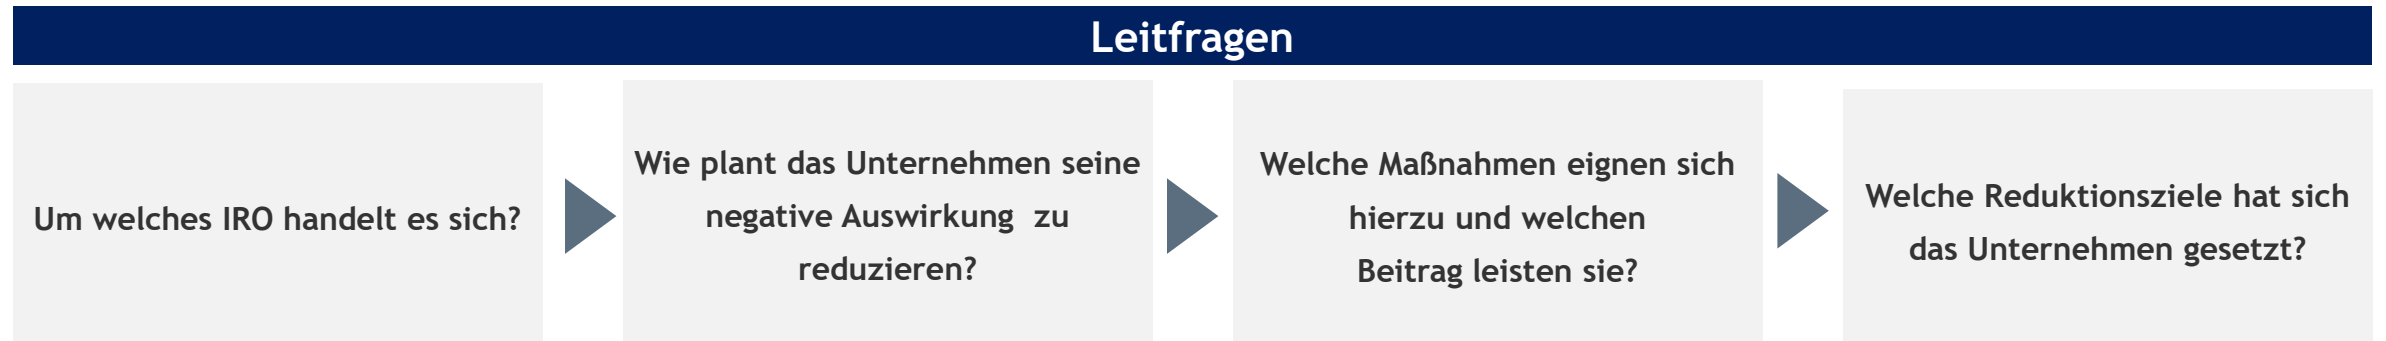 Leitfragen
Um welches IRO handelt es sich?
Wie plant das Unternehmen seine
negative Auswirkung  zu
reduzieren?
Welche Maßnahmen eignen sich
hierzu und welchen
Beitrag leisten sie?
Welche Reduktionsziele hat sich
das Unternehmen gesetzt?